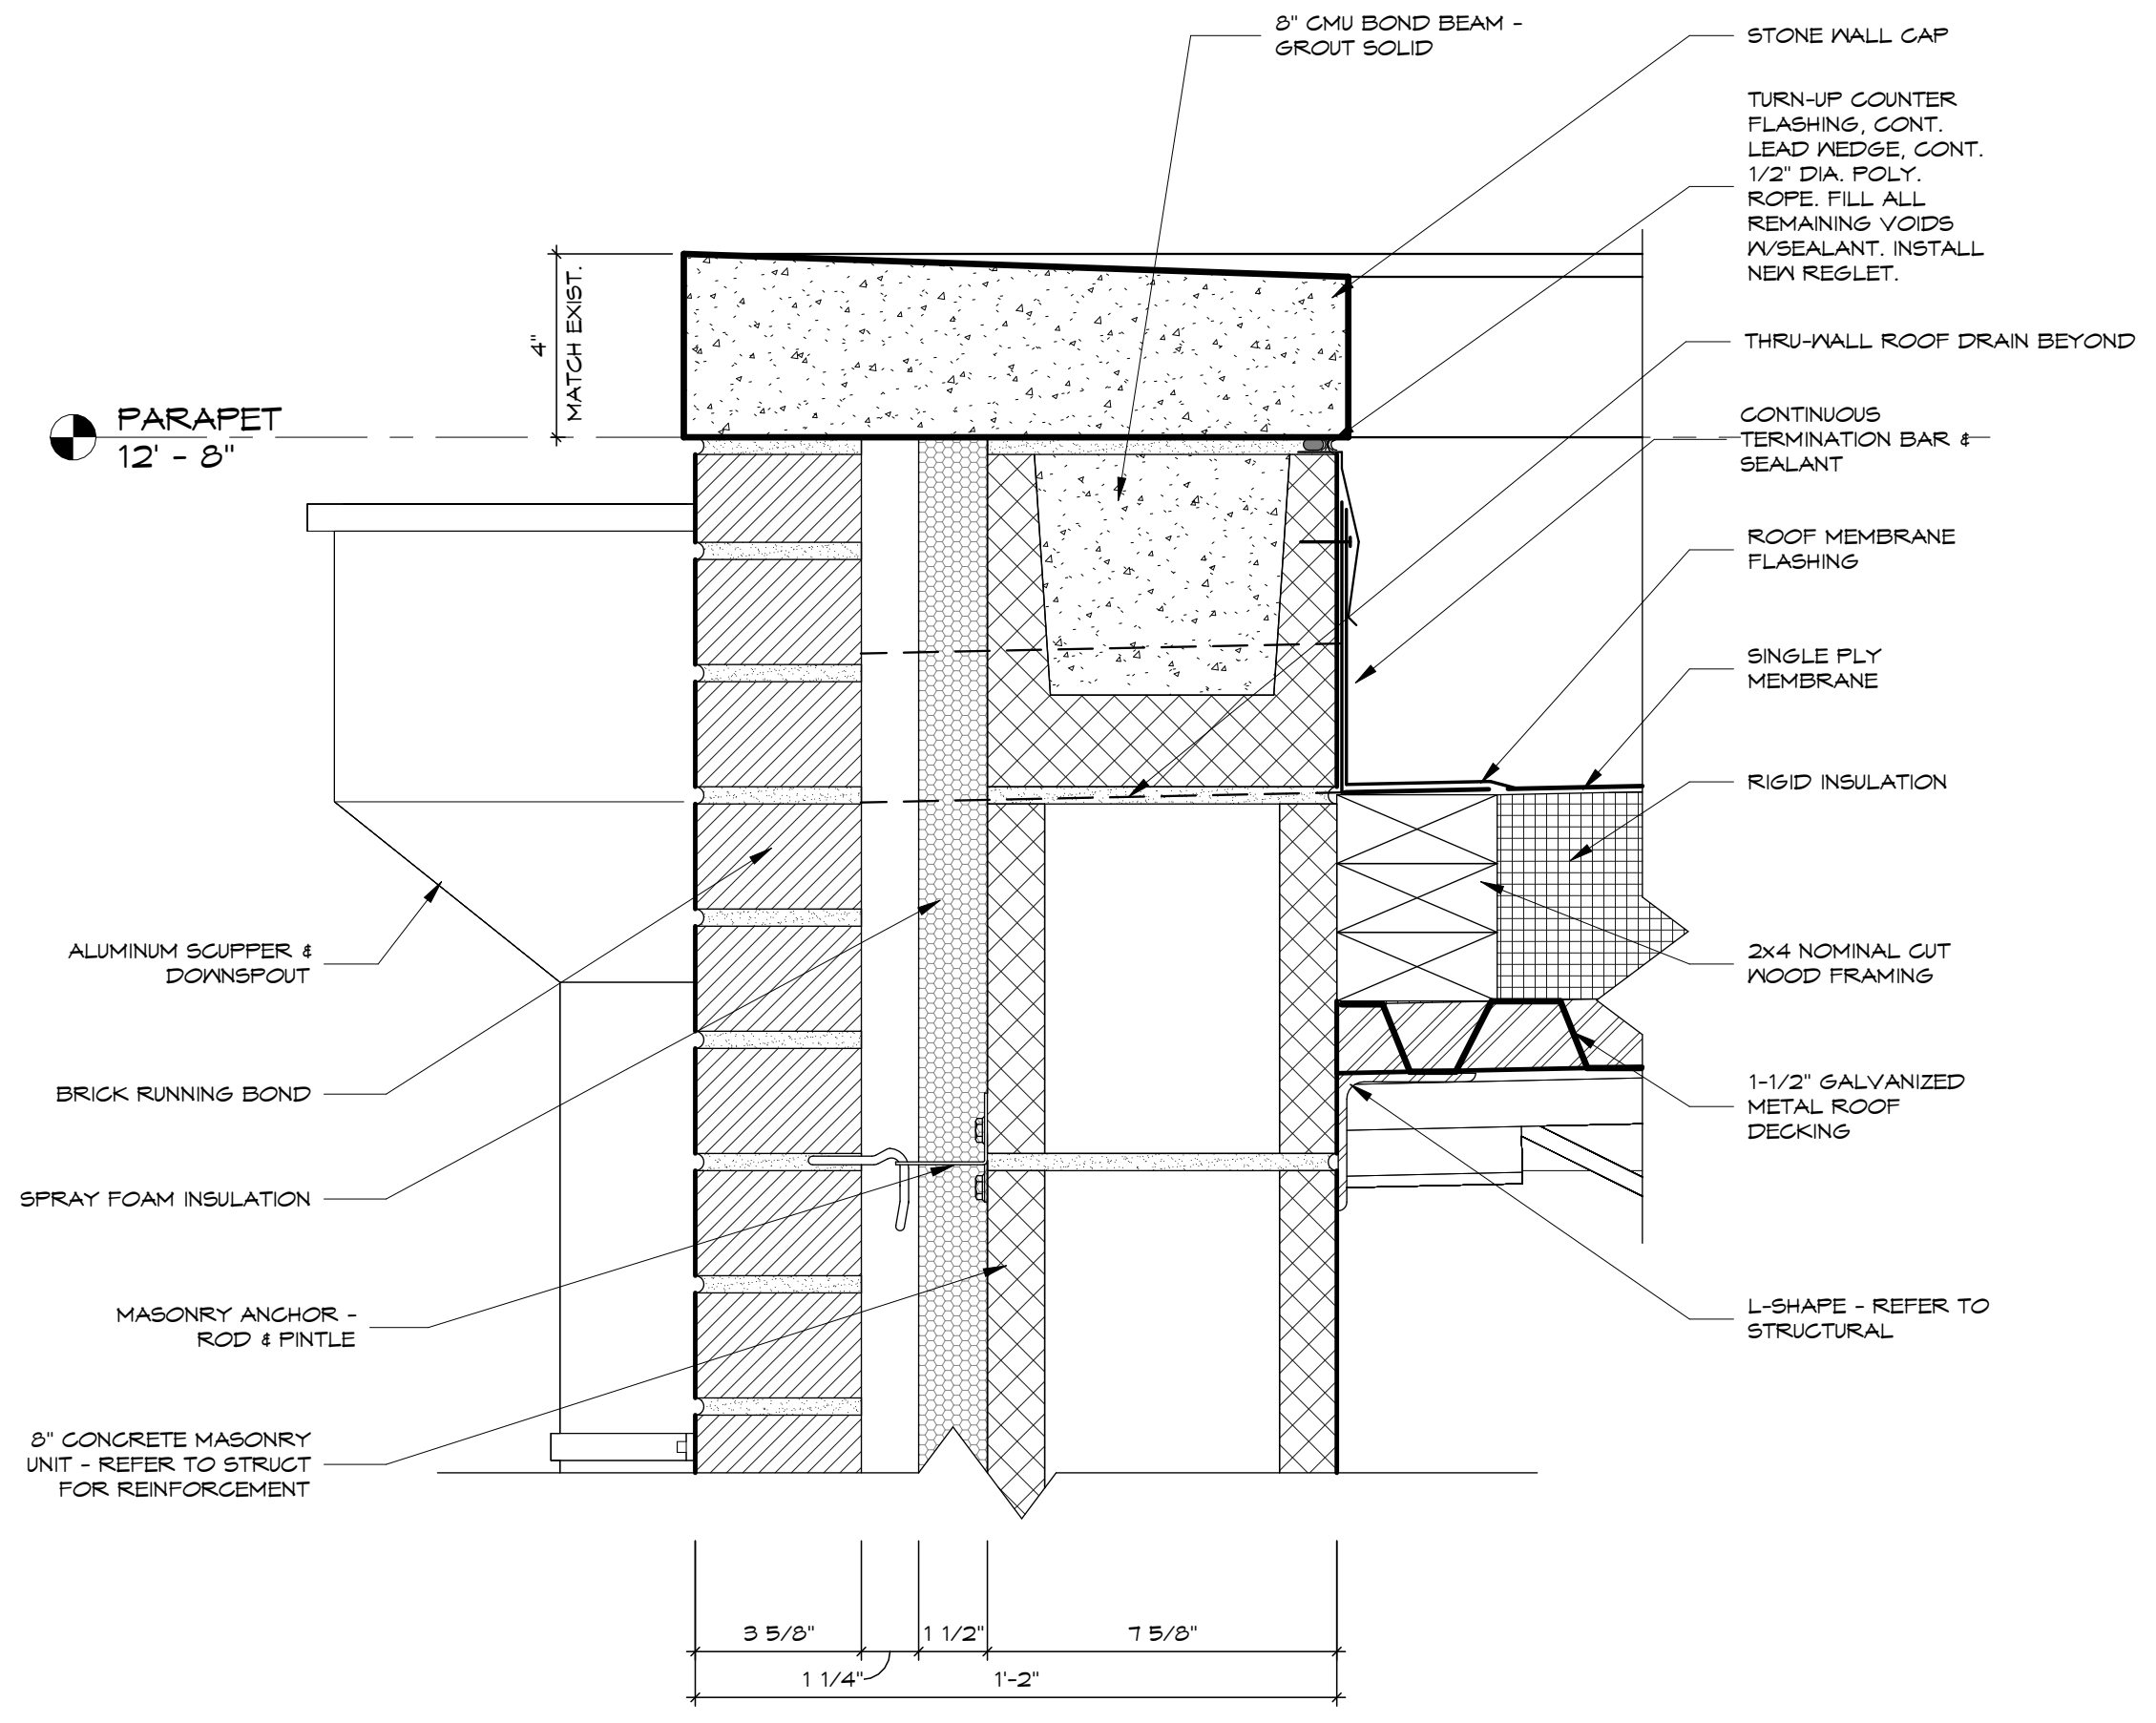 8" CMU BOND BEAM -
GROUT SOLID
STONE WALL CAP
TURN-UP COUNTER
FLASHING, CONT.
LEAD WEDGE, CONT.
1/2" DIA. POLY.
ROPE. FILL ALL
REMAINING VOIDS
W/SEALANT. INSTALL
NEW REGLET.
4"
MATCH EXIST.
THRU-WALL ROOF DRAIN BEYOND
PARAPET
12' - 8"
CONTINUOUS
TERMINATION BAR &
SEALANT
ROOF MEMBRANE
FLASHING
SINGLE PLY
MEMBRANE
RIGID INSULATION
ALUMINUM SCUPPER &
DOWNSPOUT
2x4 NOMINAL CUT
WOOD FRAMING
BRICK RUNNING BOND
1-1/2" GALVANIZED
METAL ROOF
DECKING
SPRAY FOAM INSULATION
MASONRY ANCHOR -
ROD & PINTLE
L-SHAPE - REFER TO
STRUCTURAL
8" CONCRETE MASONRY
UNIT - REFER TO STRUCT
FOR REINFORCEMENT
3 5/8"
1 1/2"
7 5/8"
1 1/4"
1'-2"